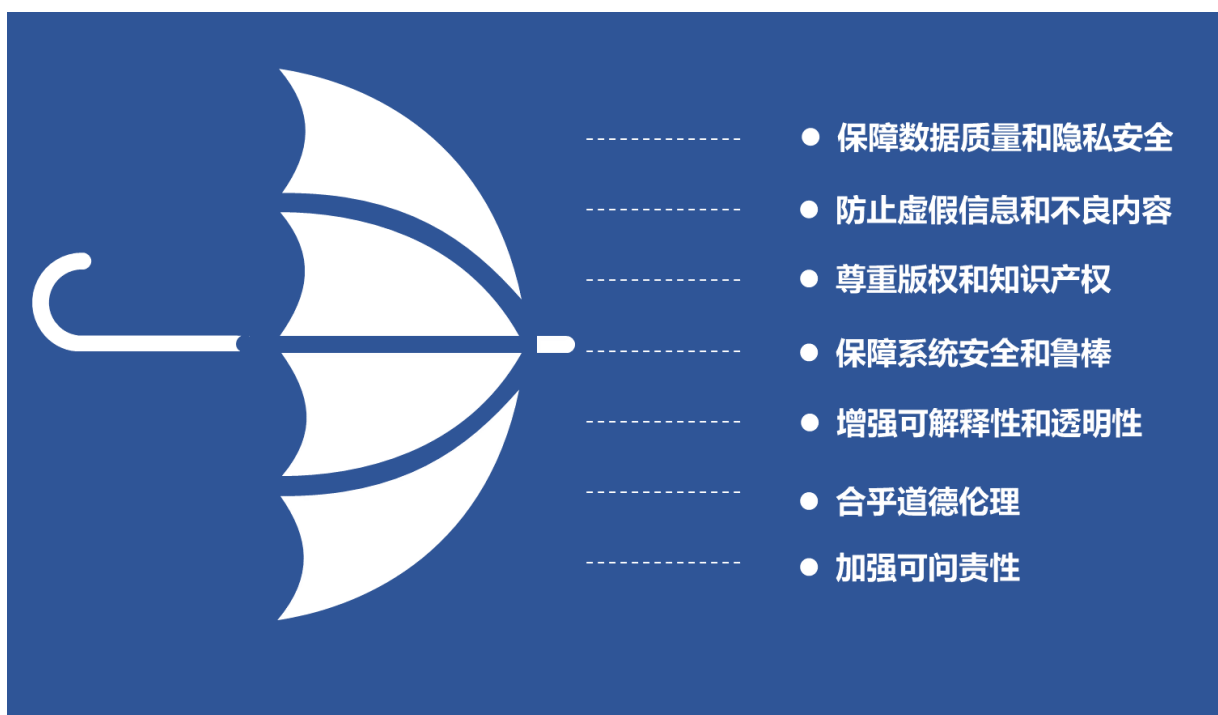 保障数据质量和隐私安全
防止虚假信息和不良内容
尊重版权和知识产权
保障系统安全和鲁棒
增强可解释性和透明性
合乎道德伦理
加强可问责性